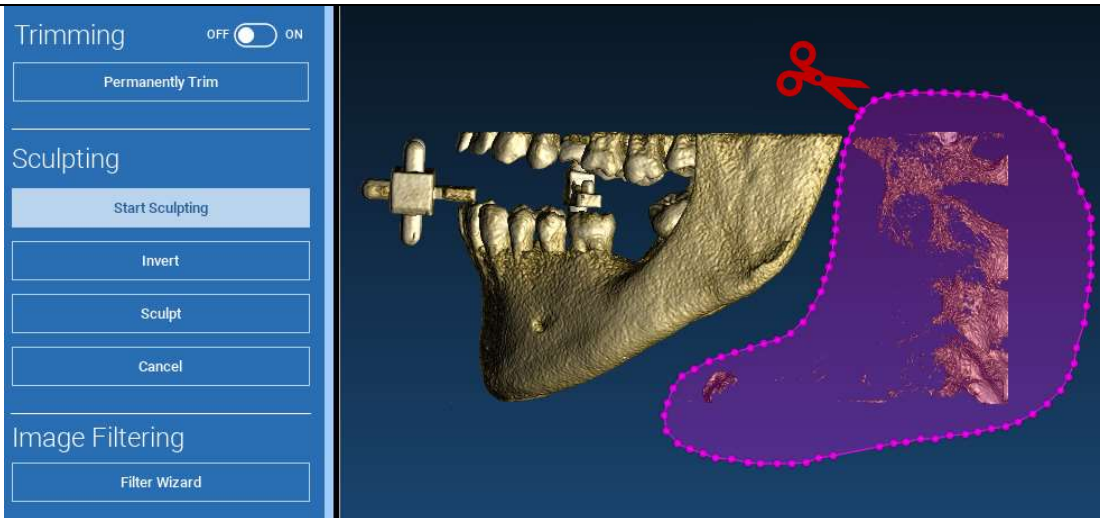 Trimming
OFF ON
Permanently Trim
Sculpting
Start Sculpting
Invert
Sculpt
Cancel
Image Filtering
Filter Wizard